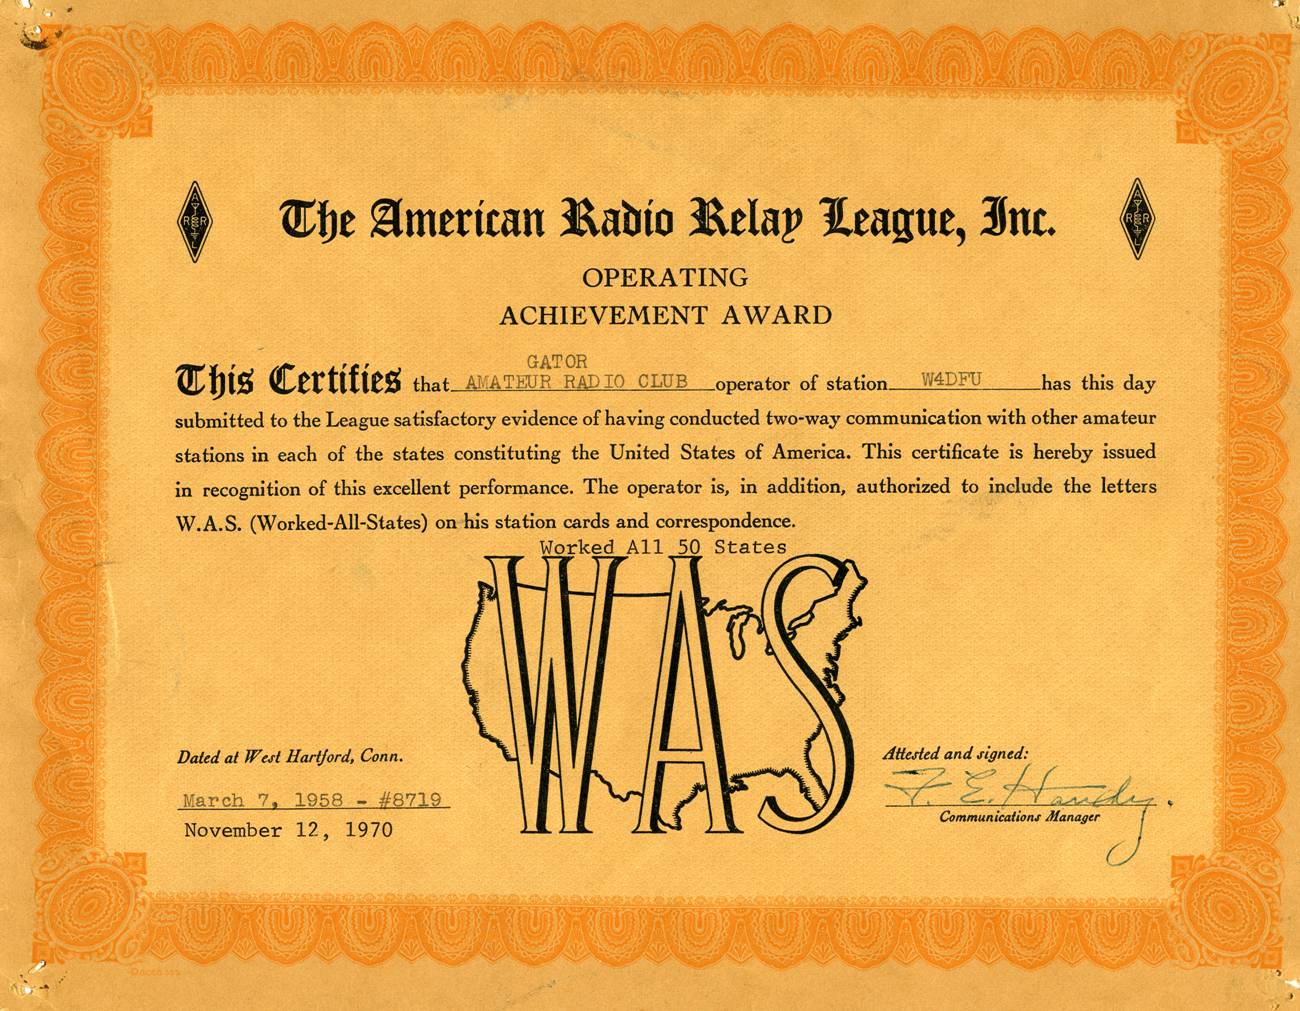 The American Radio Relay League, Inc.
OPERATING
ACHIEVEMENT AWARD
GATOR
This Certifies that AMATEUR RADIO CLUB operator of station W4DFU has this day
submitted to the League satisfactory evidence of having conducted two-way communication with other amateur
stations in each of the states constituting the United States of America. This certificate is hereby issued
in recognition of this excellent performance. The operator is, in addition, authorized to include the letters
W.A.S. (Worked-All-States) on his station cards and correspondence.
Worked All 50 States
WAS
Dated at West Hartford, Conn.
March 7, 1958 - #8719
November 12, 1970
Attested and signed:
F. E. Handy.
Communications Manager